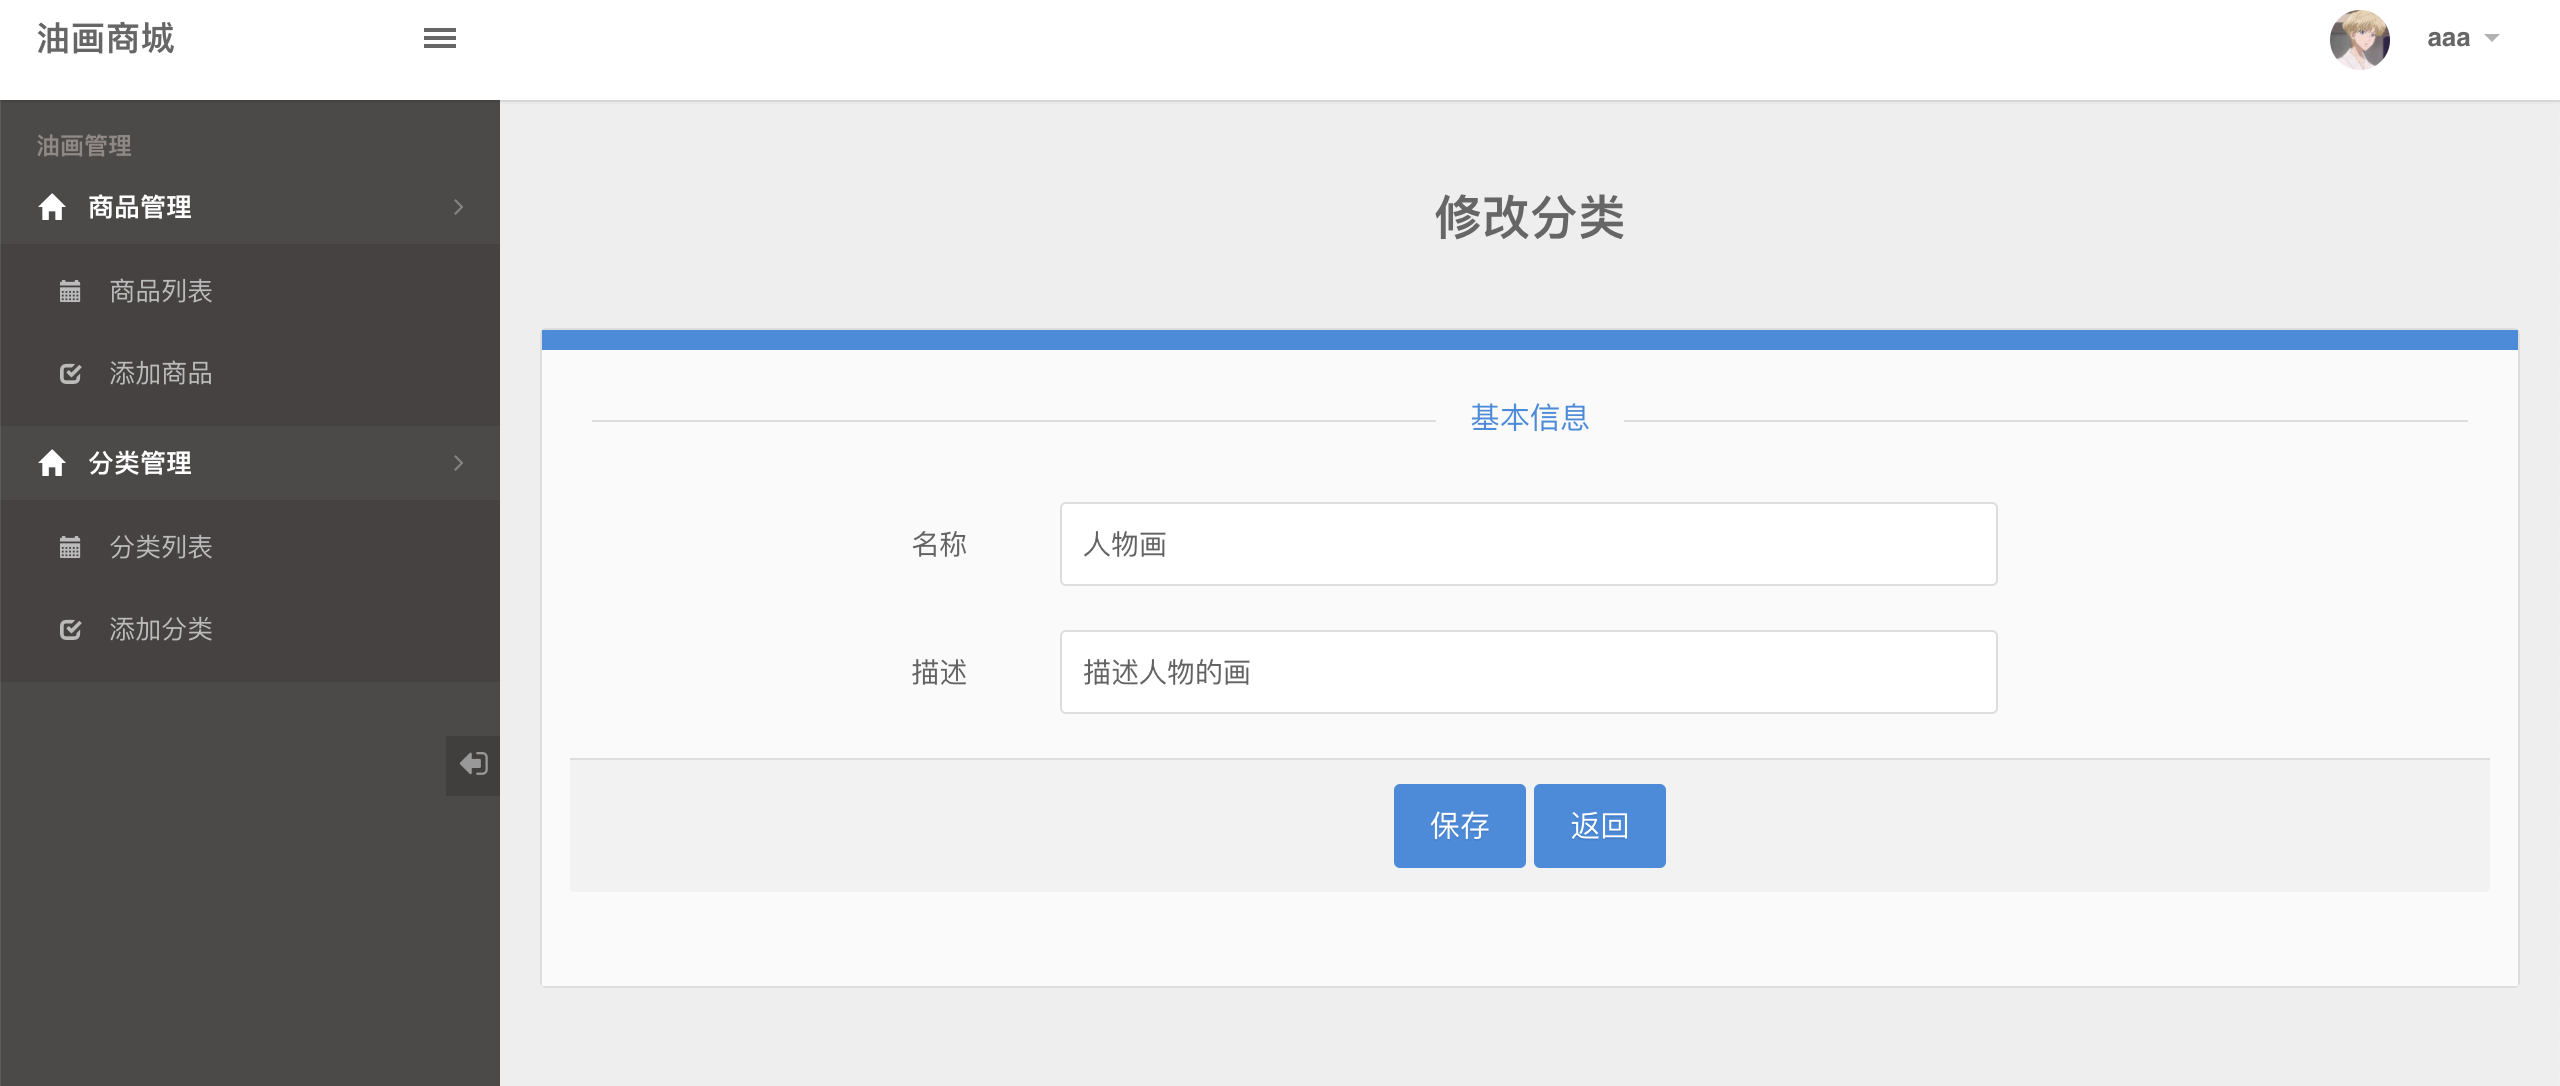 油画商城
aaa
油画管理
商品管理
商品列表
添加商品
分类管理
分类列表
添加分类
修改分类
基本信息
名称 人物画
描述 描述人物的画
保存 返回